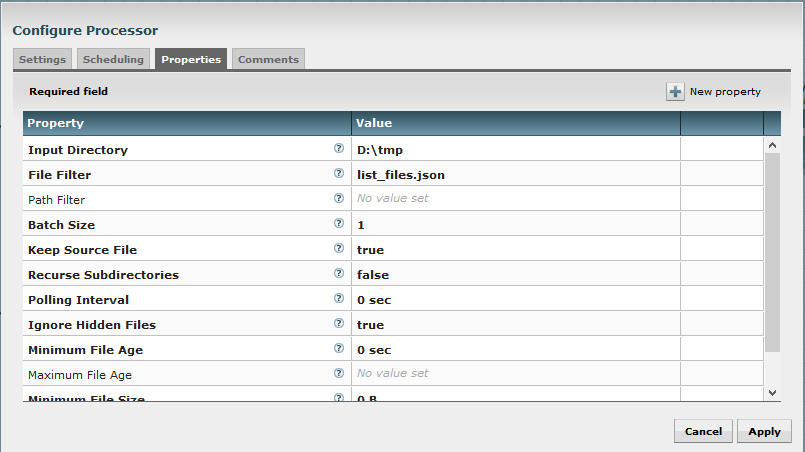 Configure Processor
Settings Scheduling Properties Comments
Required field New property
Property Value
Input Directory ? D:\tmp
File Filter ? list_files.json
Path Filter ? No value set
Batch Size ? 1
Keep Source File ? true
Recurse Subdirectories ? false
Polling Interval ? 0 sec
Ignore Hidden Files ? true
Minimum File Age ? 0 sec
Maximum File Age ? No value set
Minimum File Size ? 0 B
Cancel Apply